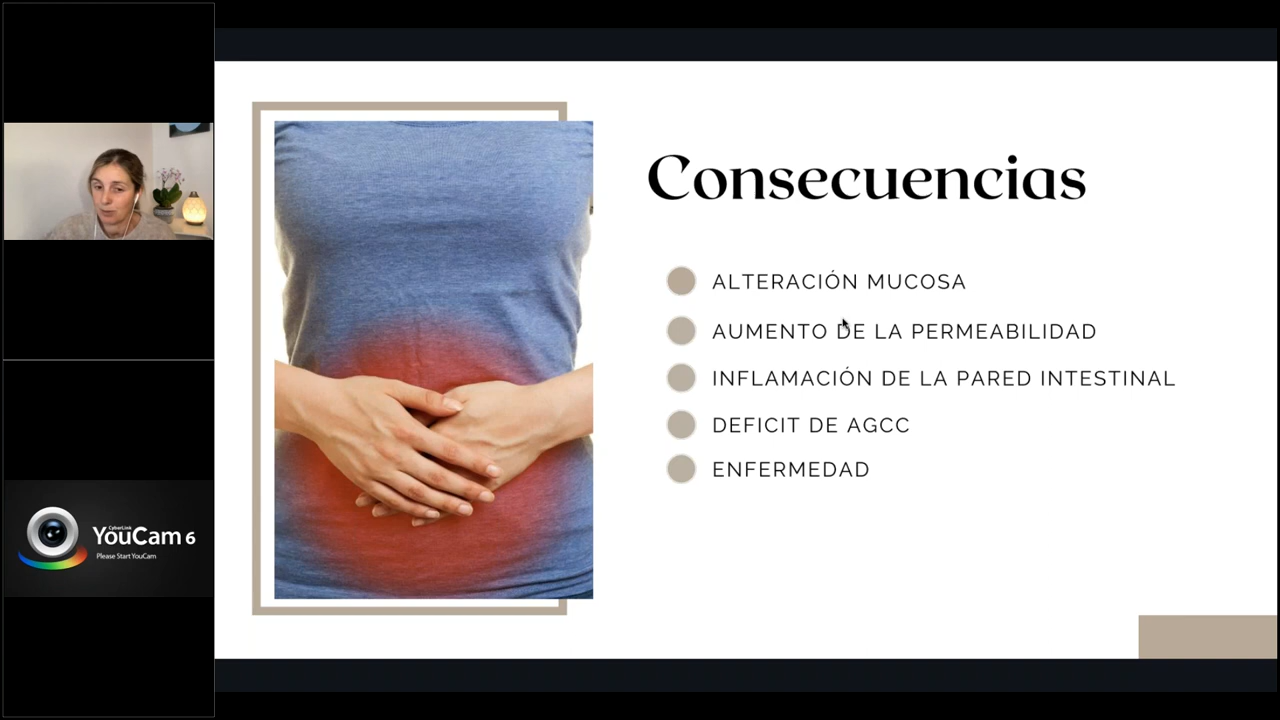 Consecuencias
ALTERACIÓN MUCOSA
AUMENTO DE LA PERMEABILIDAD
INFLAMACIÓN DE LA PARED INTESTINAL
DEFICIT DE AGCC
ENFERMEDAD
CyberLink
YouCam 6
Please Start YouCam